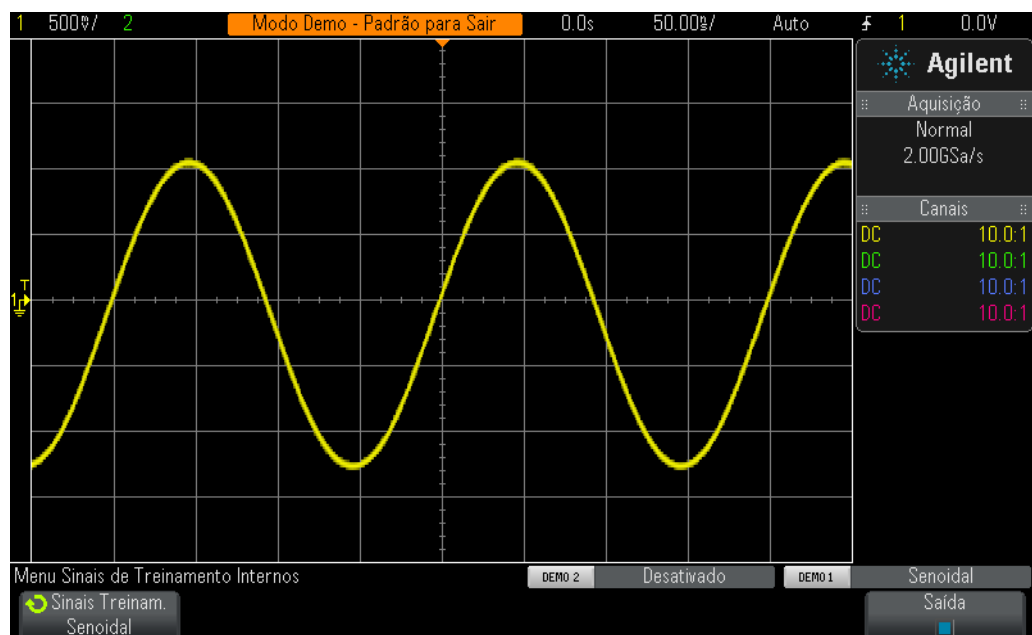 1 500mV/ 2 Modo Demo - Padrão para Sair 0.0s 50.00ns/ Auto 1 0.0V
Agilent
Aquisição
Normal
2.00GSa/s
Canais
DC 10.0:1
DC 10.0:1
DC 10.0:1
DC 10.0:1
T
1
Menu Sinais de Treinamento Internos DEMO 2 Desativado DEMO 1 Senoidal
Sinais Treinam. Saída
Senoidal